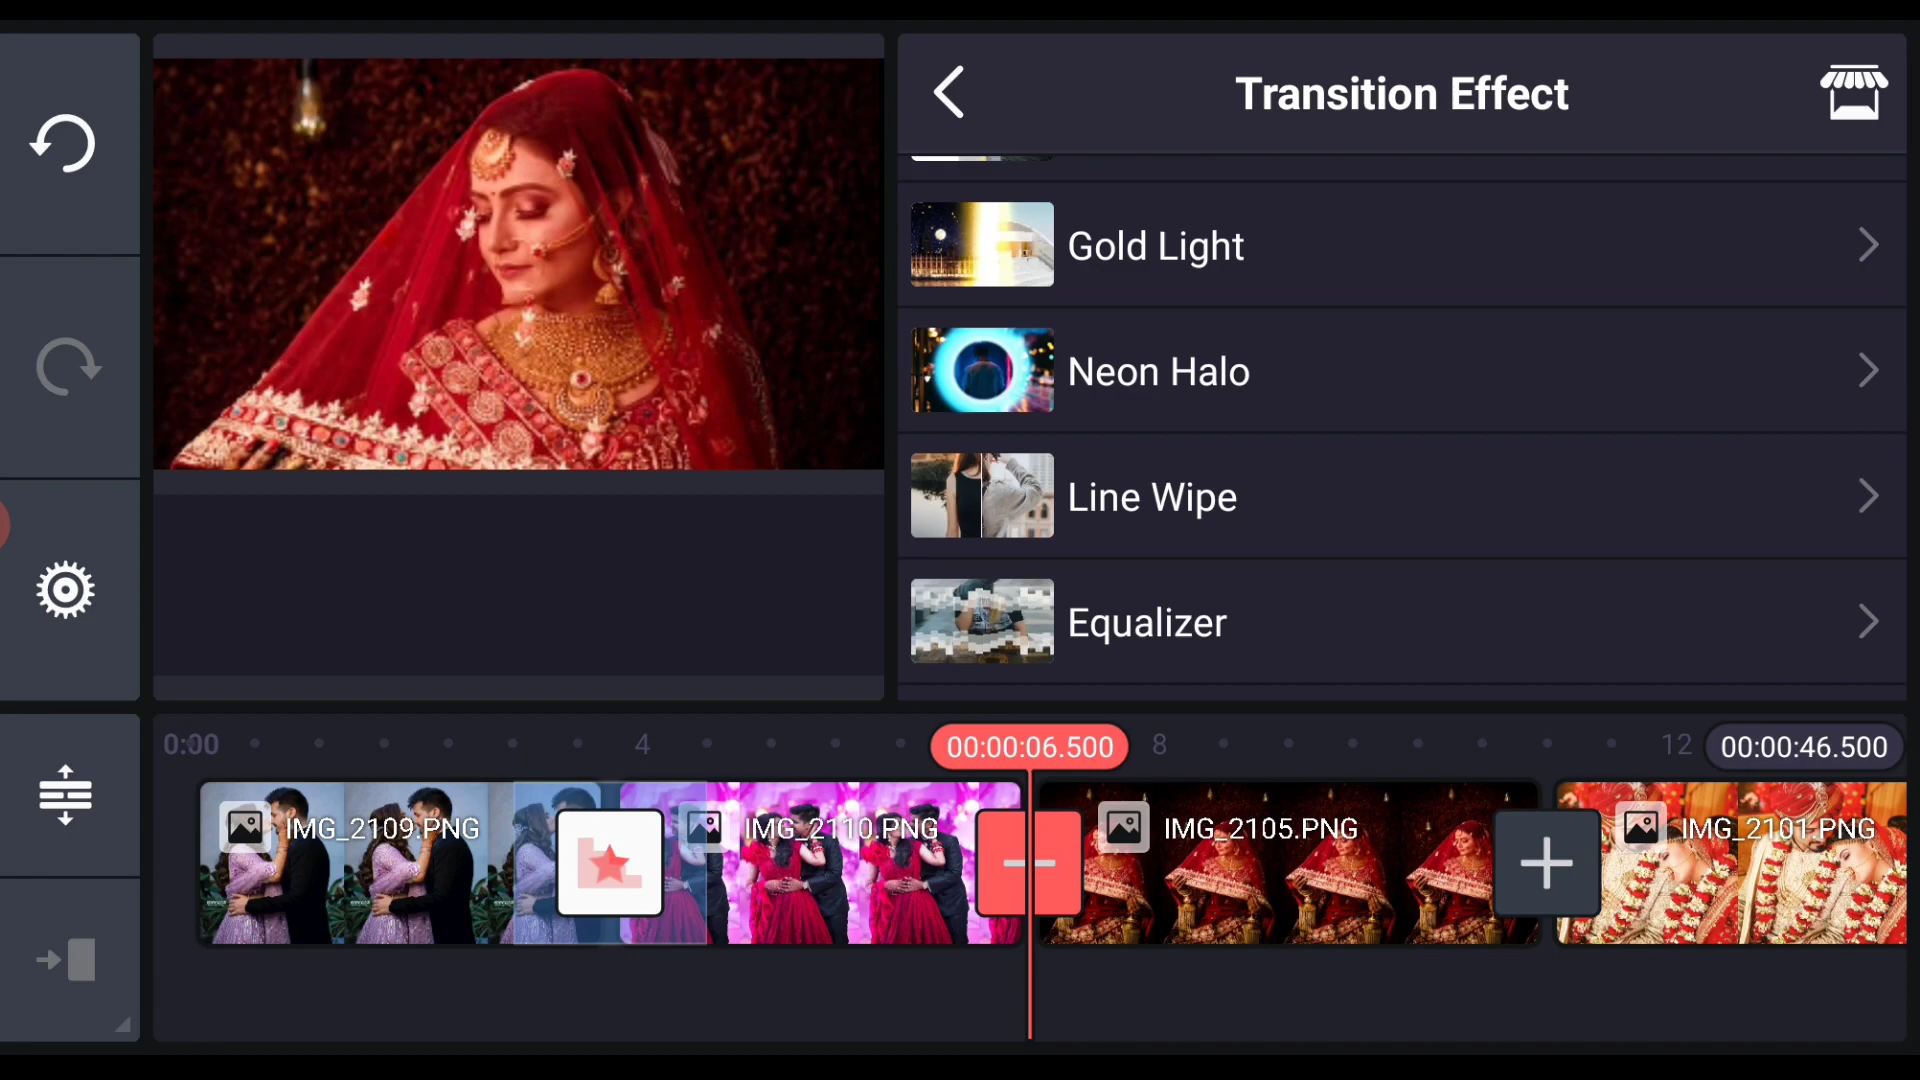 Transition Effect
Gold Light
Neon Halo
Line Wipe
Equalizer
0:00
4
00:00:06.500
8
12
00:00:46.500
IMG_2109.PNG
IMG_2110.PNG
IMG_2105.PNG
IMG_2101.PNG